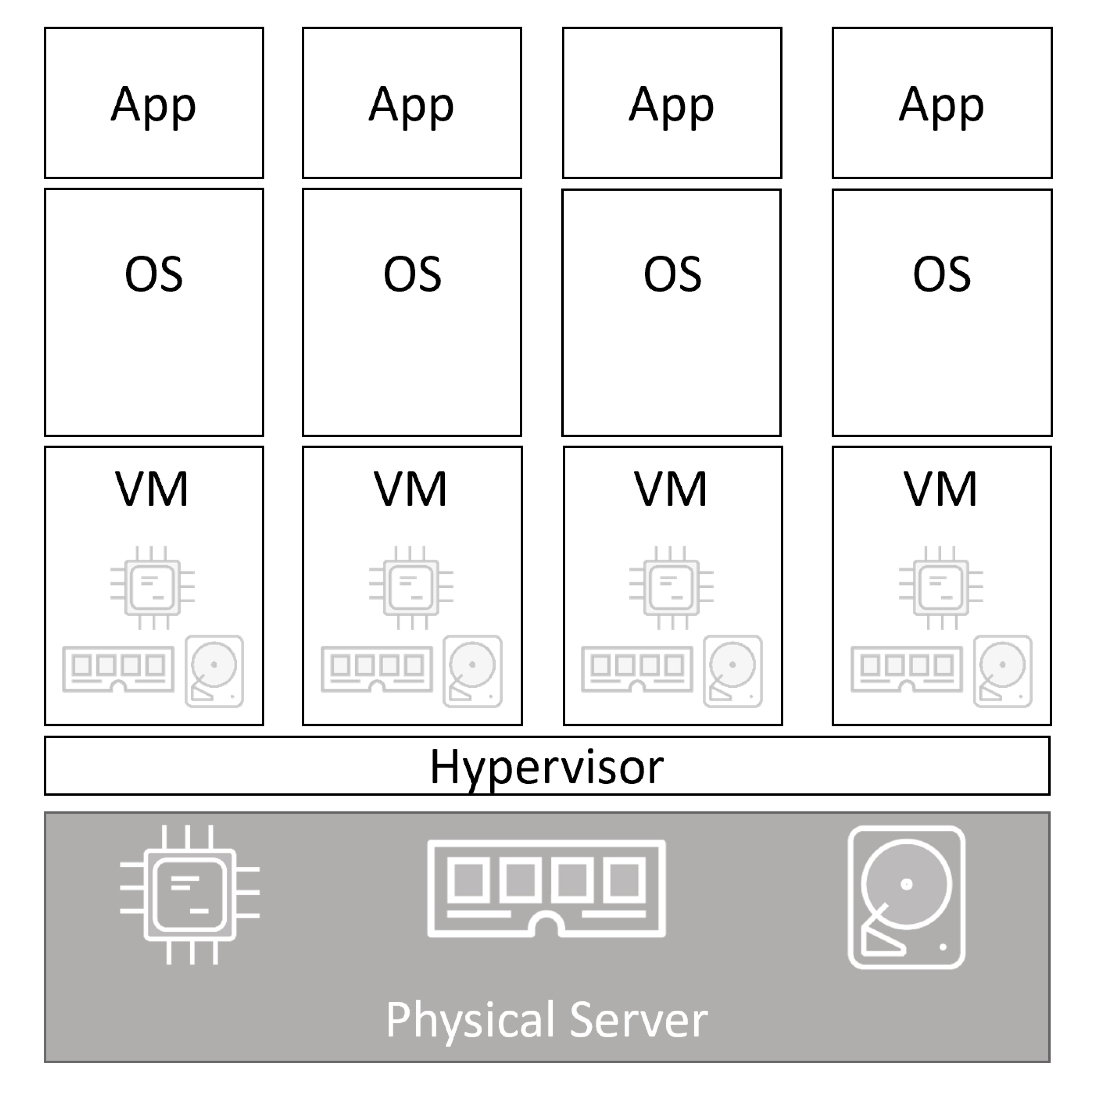 App App App App
OS OS OS OS
VM VM VM VM
Hypervisor
Physical Server